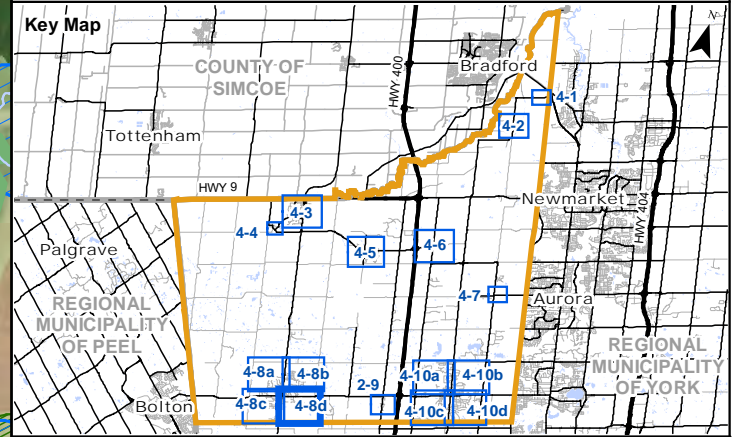 Key Map
N
COUNTY OF
SIMCOE
HWY 400
Bradford
4-1
4-2
Tottenham
HWY 9
4-3
Newmarket
HWY 404
4-4
4-5
4-6
Palgrave
4-7
Aurora
REGIONAL
MUNICIPALITY
OF PEEL
REGIONAL
MUNICIPALITY
OF YORK
4-8a
4-8b
4-10a
4-10b
2-9
Bolton
4-8c
4-8d
4-10c
4-10d